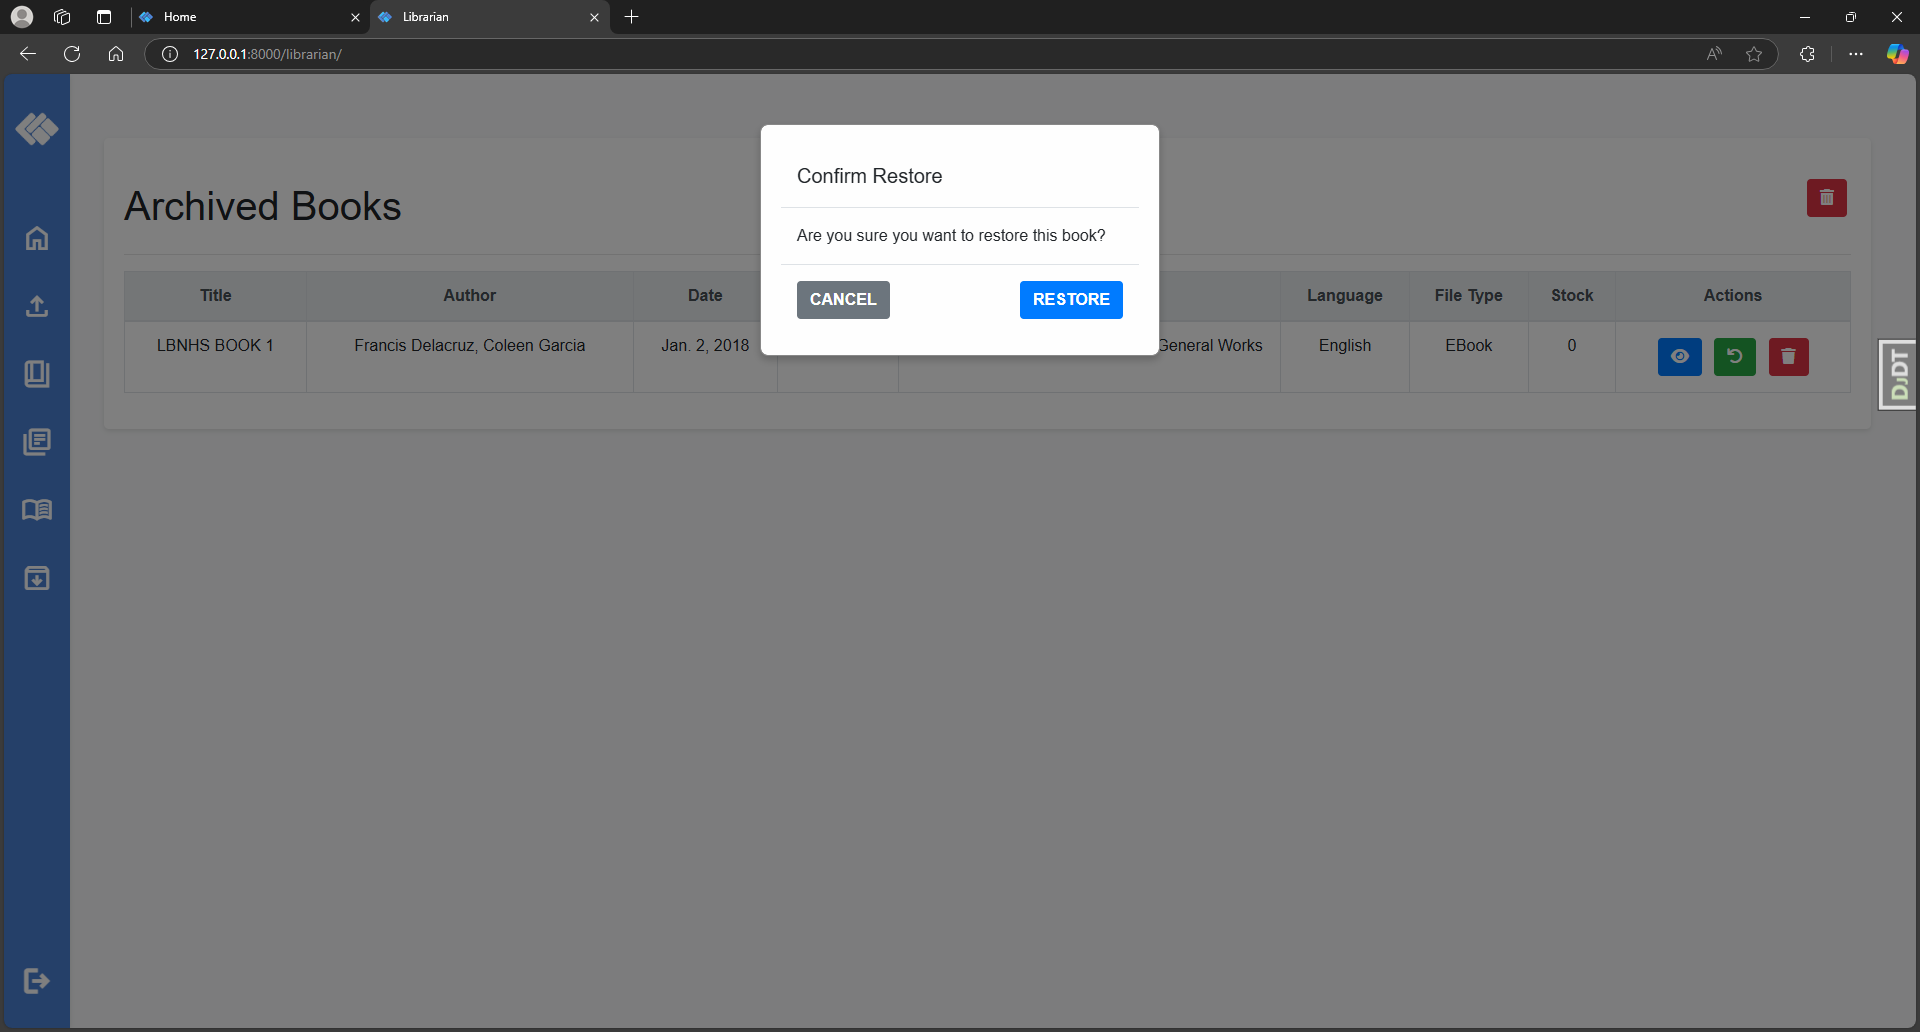 Home
Librarian
127.0.0.1:8000/librarian/
Archived Books
Confirm Restore
Are you sure you want to restore this book?
CANCEL
RESTORE
Title
Author
Date
Language
File Type
Stock
Actions
LBNHS BOOK 1
Francis Delacruz, Coleen Garcia
Jan. 2, 2018
General Works
English
EBook
0
DJDT